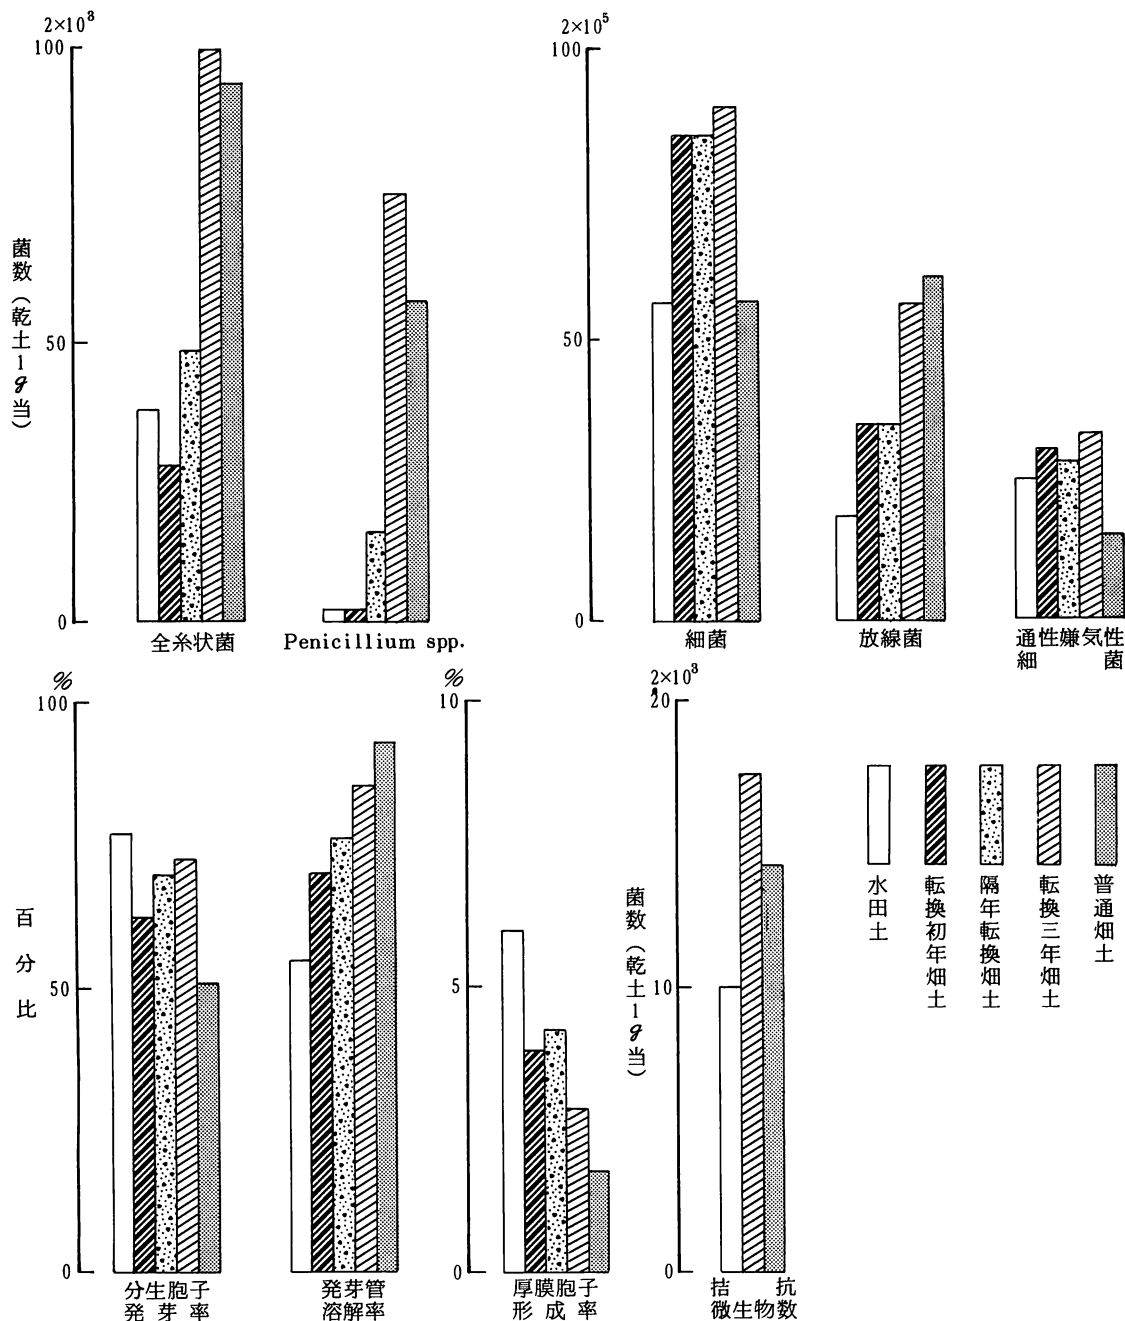 2×10³
100
50
0
菌数（乾土1g当）
全糸状菌
Penicillium spp.
2×10⁵
100
50
0
細菌
放線菌
通性嫌気性
細菌
%
100
50
0
百分比
分生胞子
発芽率
発芽管
溶解率
%
10
5
0
厚膜胞子
形成率
2×10³
20
10
0
菌数（乾土1g当）
拮抗
微生物数
水田土
転換初年畑土
隔年転換畑土
転換三年畑土
普通畑土